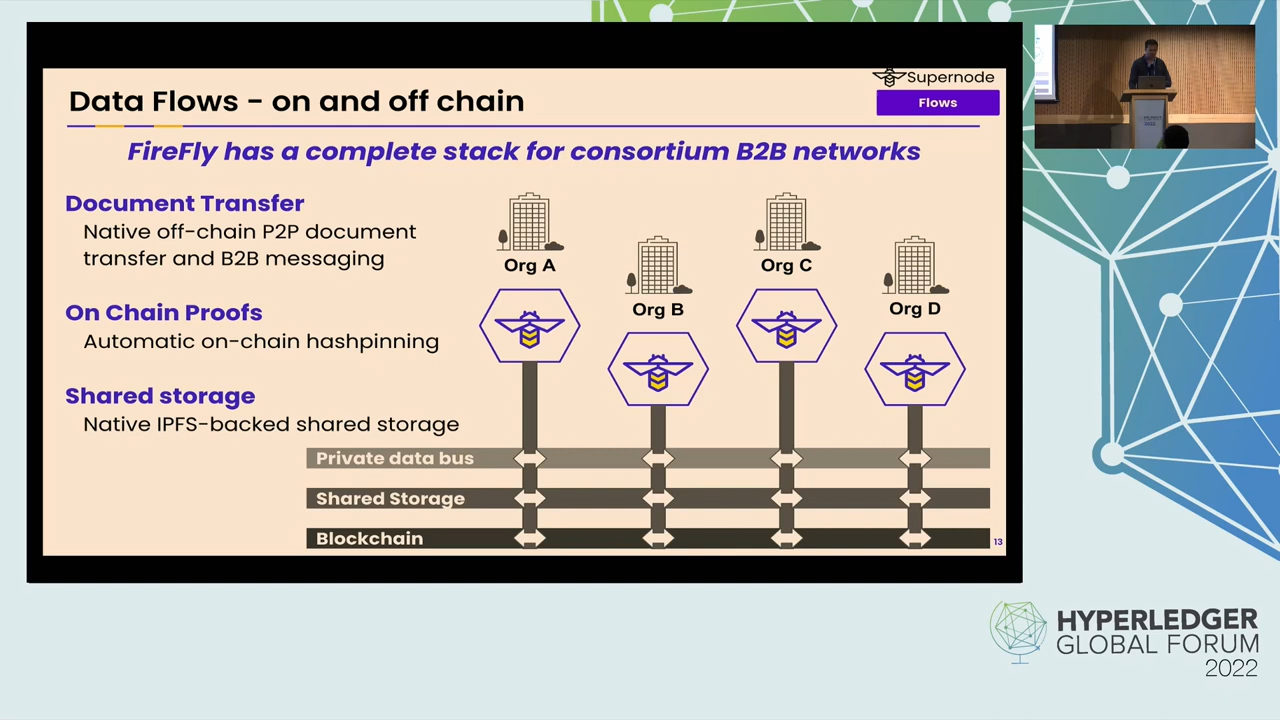 Supernode
Data Flows - on and off chain
Flows
FireFly has a complete stack for consortium B2B networks
Document Transfer
Native off-chain P2P document
transfer and B2B messaging
On Chain Proofs
Automatic on-chain hashpinning
Shared storage
Native IPFS-backed shared storage
Org A
Org B
Org C
Org D
Private data bus
Shared Storage
Blockchain
13
HYPERLEDGER
GLOBAL FORUM
2022